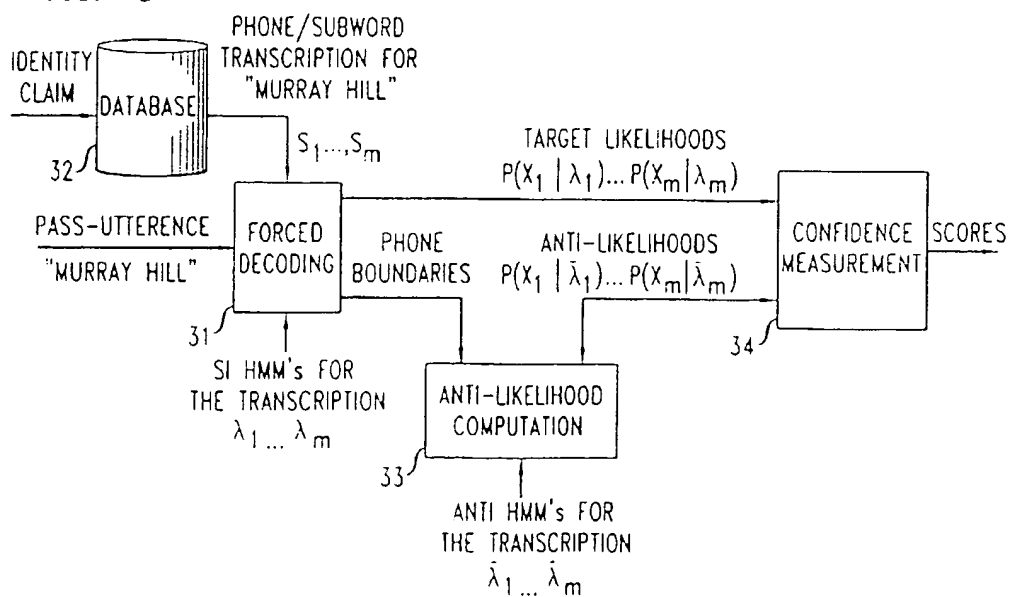 PHONE/SUBWORD
TRANSCRIPTION FOR
"MURRAY HILL"
IDENTITY
CLAIM
DATABASE
32
S1...,Sm
TARGET LIKELIHOODS
P(X1 | λ1)... P(Xm | λm)
PASS-UTTERENCE
"MURRAY HILL"
FORCED
DECODING
31
PHONE
BOUNDARIES
ANTI-LIKELIHOODS
P(X1 | λ̄1)... P(Xm | λ̄m)
CONFIDENCE
MEASUREMENT
34
SCORES
SI HMM's FOR
THE TRANSCRIPTION
λ1... λm
ANTI-LIKELIHOOD
COMPUTATION
33
ANTI HMM's FOR
THE TRANSCRIPTION
λ̄1... λ̄m